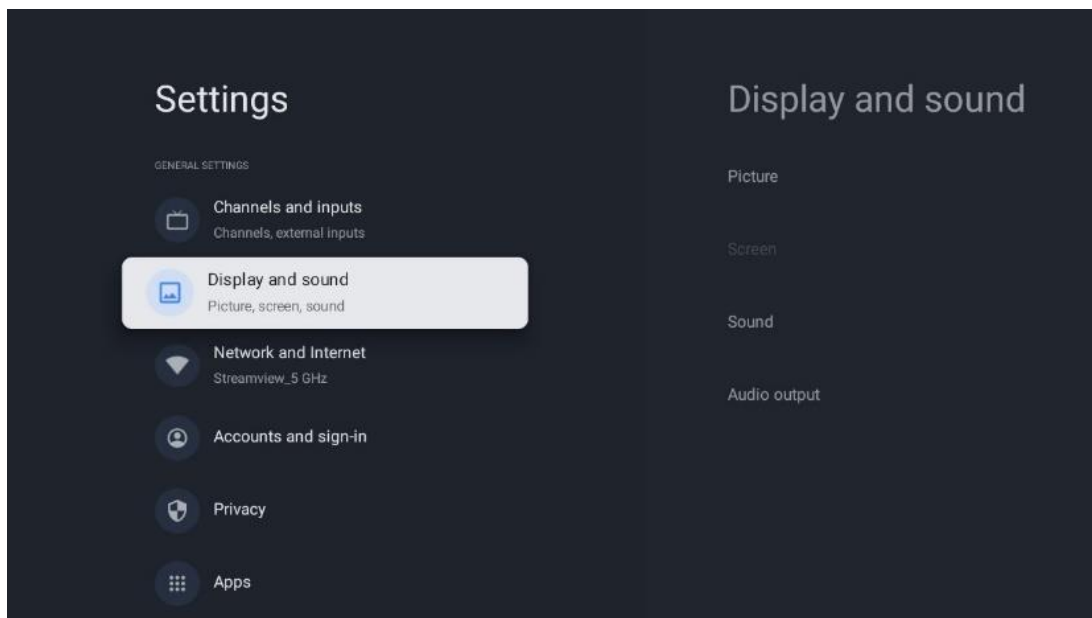 Settings
GENERAL SETTINGS
Channels and inputs
Channels, external inputs
Display and sound
Picture, screen, sound
Network and Internet
Streamview_5 GHz
Accounts and sign-in
Privacy
Apps
Display and sound
Picture
Screen
Sound
Audio output